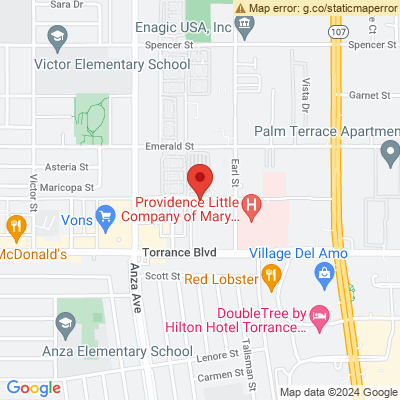 Sara Dr
Map error: g.co/staticmaperror
Enagic USA, Inc
107
Spencer St
Spencer St
Victor Elementary School
Vista Dr
Garnet St
Emerald St
Palm Terrace Apartment
Asteria St
Earl St
Maricopa St
Victor St
Providence Little
Company of Mary...
H
Vons
McDonald's
Torrance Blvd
Village Del Amo
Scott St
Red Lobster
Anza Ave
DoubleTree by
Hilton Hotel Torrance...
Anza Elementary School
Talisman St
Lenore St
Carmen St
Google
Map data ©2024 Google